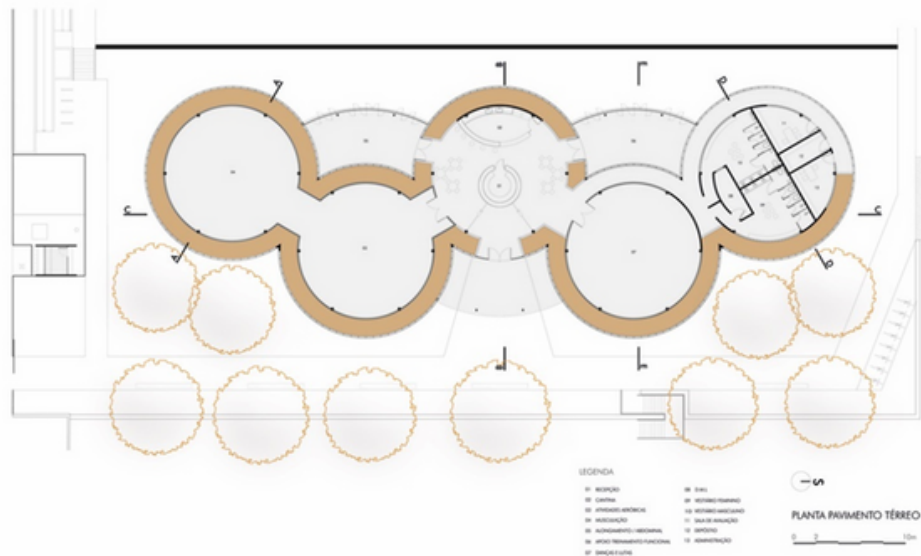 A
B
E
D
C
C
A
D
B
E
LEGENDA
01 RECEPÇÃO
02 CANTINA
03 ATIVIDADES AERÓBICAS
04 MUSCULAÇÃO
05 ALONGAMENTO / ABDOMINAL
06 APOIO TREINAMENTO FUNCIONAL
07 DANÇAS E LUTAS
08 D.M.L
09 VESTIÁRIO FEMININO
10 VESTIÁRIO MASCULINO
11 SALA DE AVALIAÇÃO
12 DEPÓSITO
13 ADMINISTRAÇÃO
S
PLANTA PAVIMENTO TÉRREO
0 2 10m